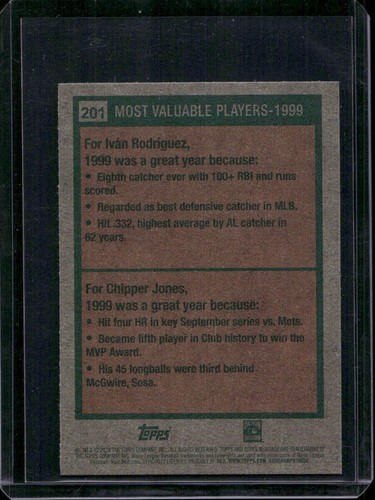 201 MOST VALUABLE PLAYERS-1999
For Iván Rodríguez,
1999 was a great year because:
• Eighth catcher ever with 100+ RBI and runs
scored.
• Regarded as best defensive catcher in MLB.
• Hit .332, highest average by AL catcher in
62 years.
For Chipper Jones,
1999 was a great year because:
• Hit four HR in key September series vs. Mets.
• Became fifth player in Club history to win the
MVP Award.
• His 45 longballs were third behind
McGwire, Sosa.
Topps